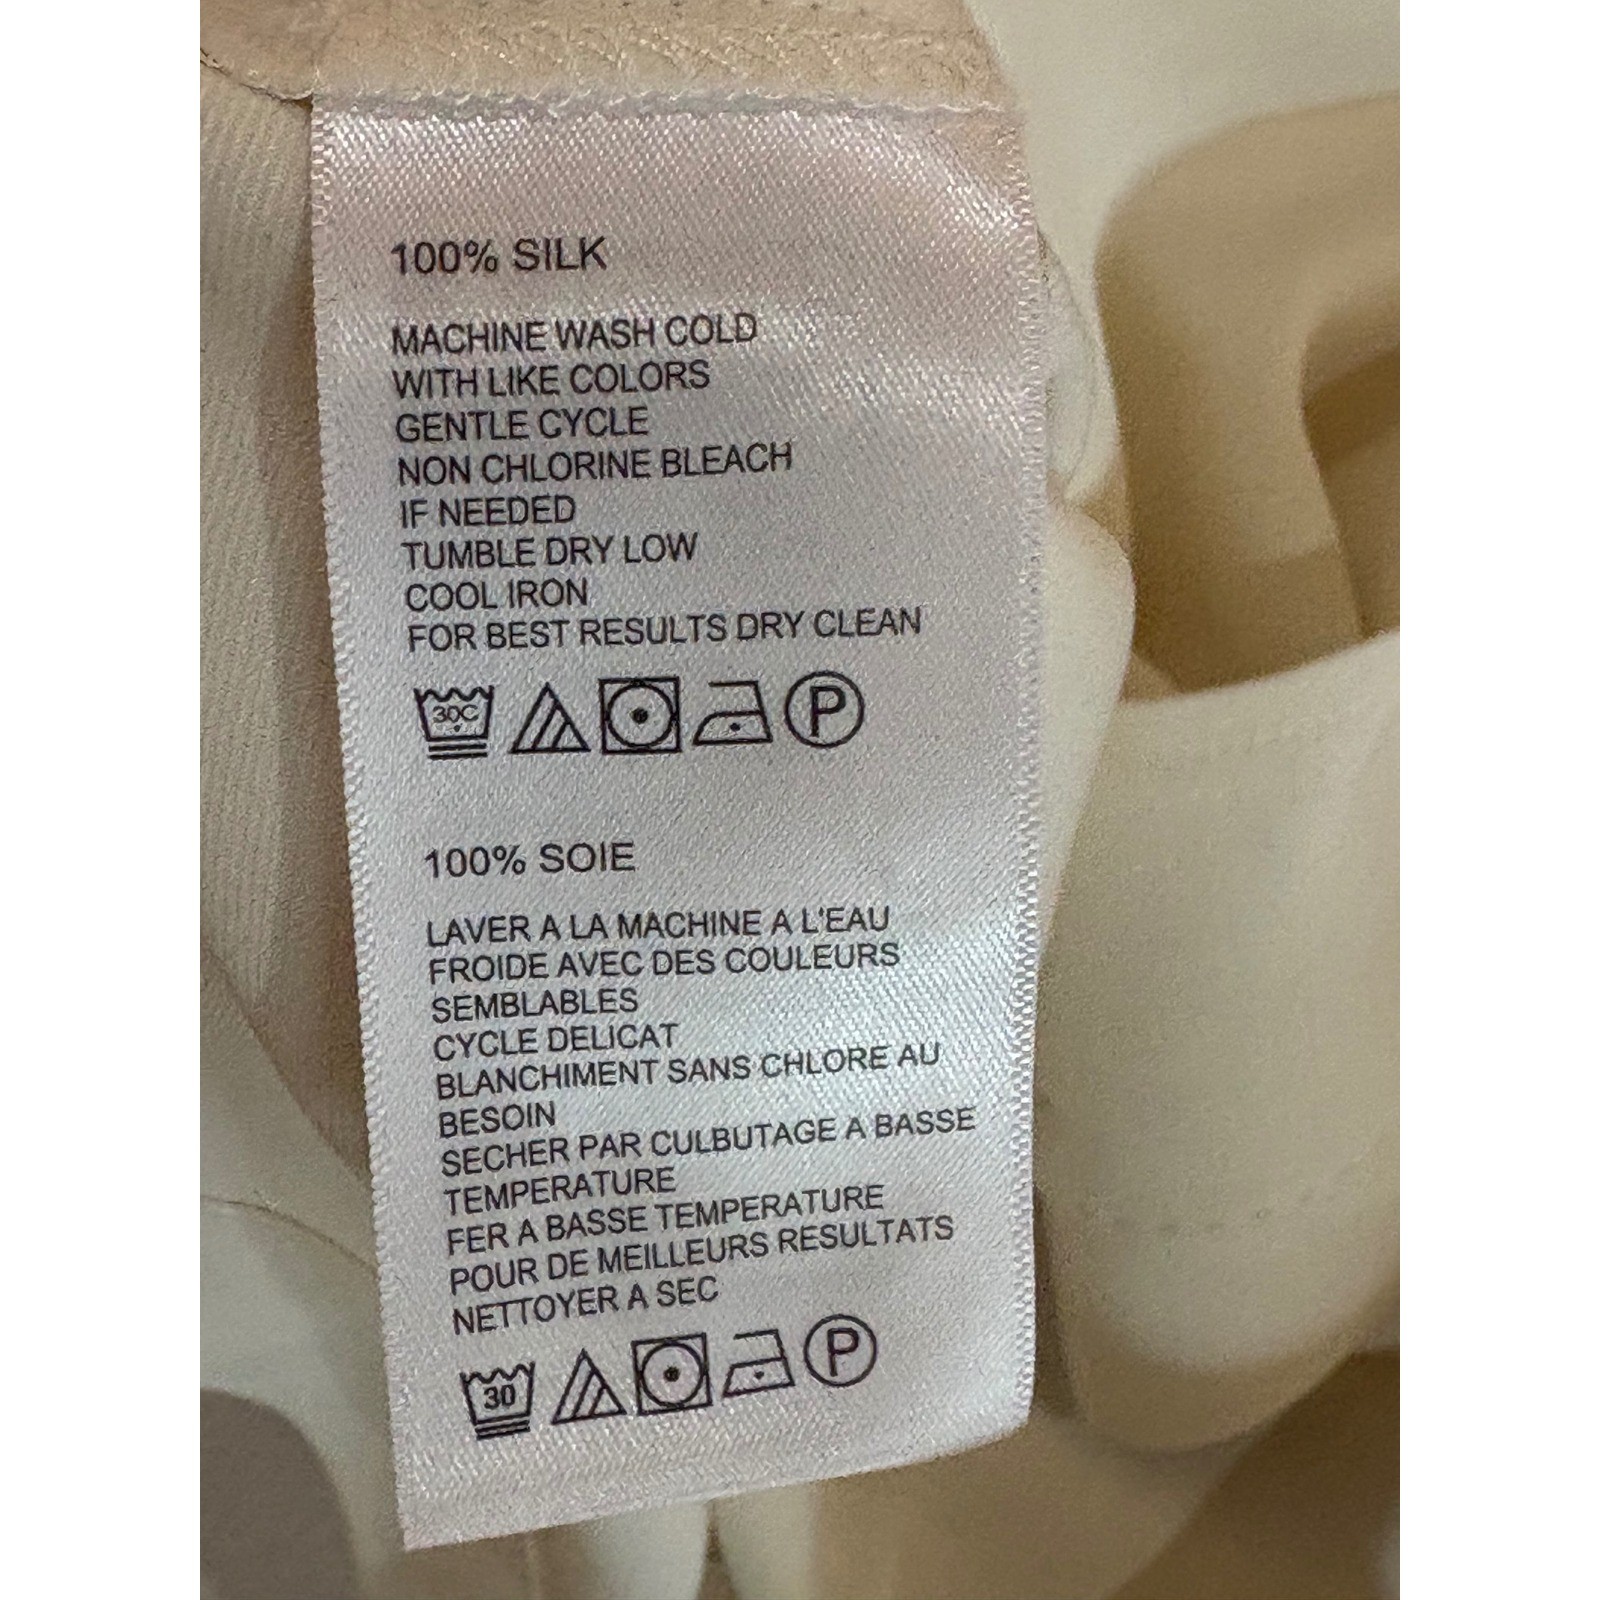 100% SILK
MACHINE WASH COLD
WITH LIKE COLORS
GENTLE CYCLE
NON CHLORINE BLEACH
IF NEEDED
TUMBLE DRY LOW
COOL IRON
FOR BEST RESULTS DRY CLEAN
30C P
100% SOIE
LAVER A LA MACHINE A L'EAU
FROIDE AVEC DES COULEURS
SEMBLABLES
CYCLE DELICAT
BLANCHIMENT SANS CHLORE AU
BESOIN
SECHER PAR CULBUTAGE A BASSE
TEMPERATURE
FER A BASSE TEMPERATURE
POUR DE MEILLEURS RESULTATS
NETTOYER A SEC
30 P